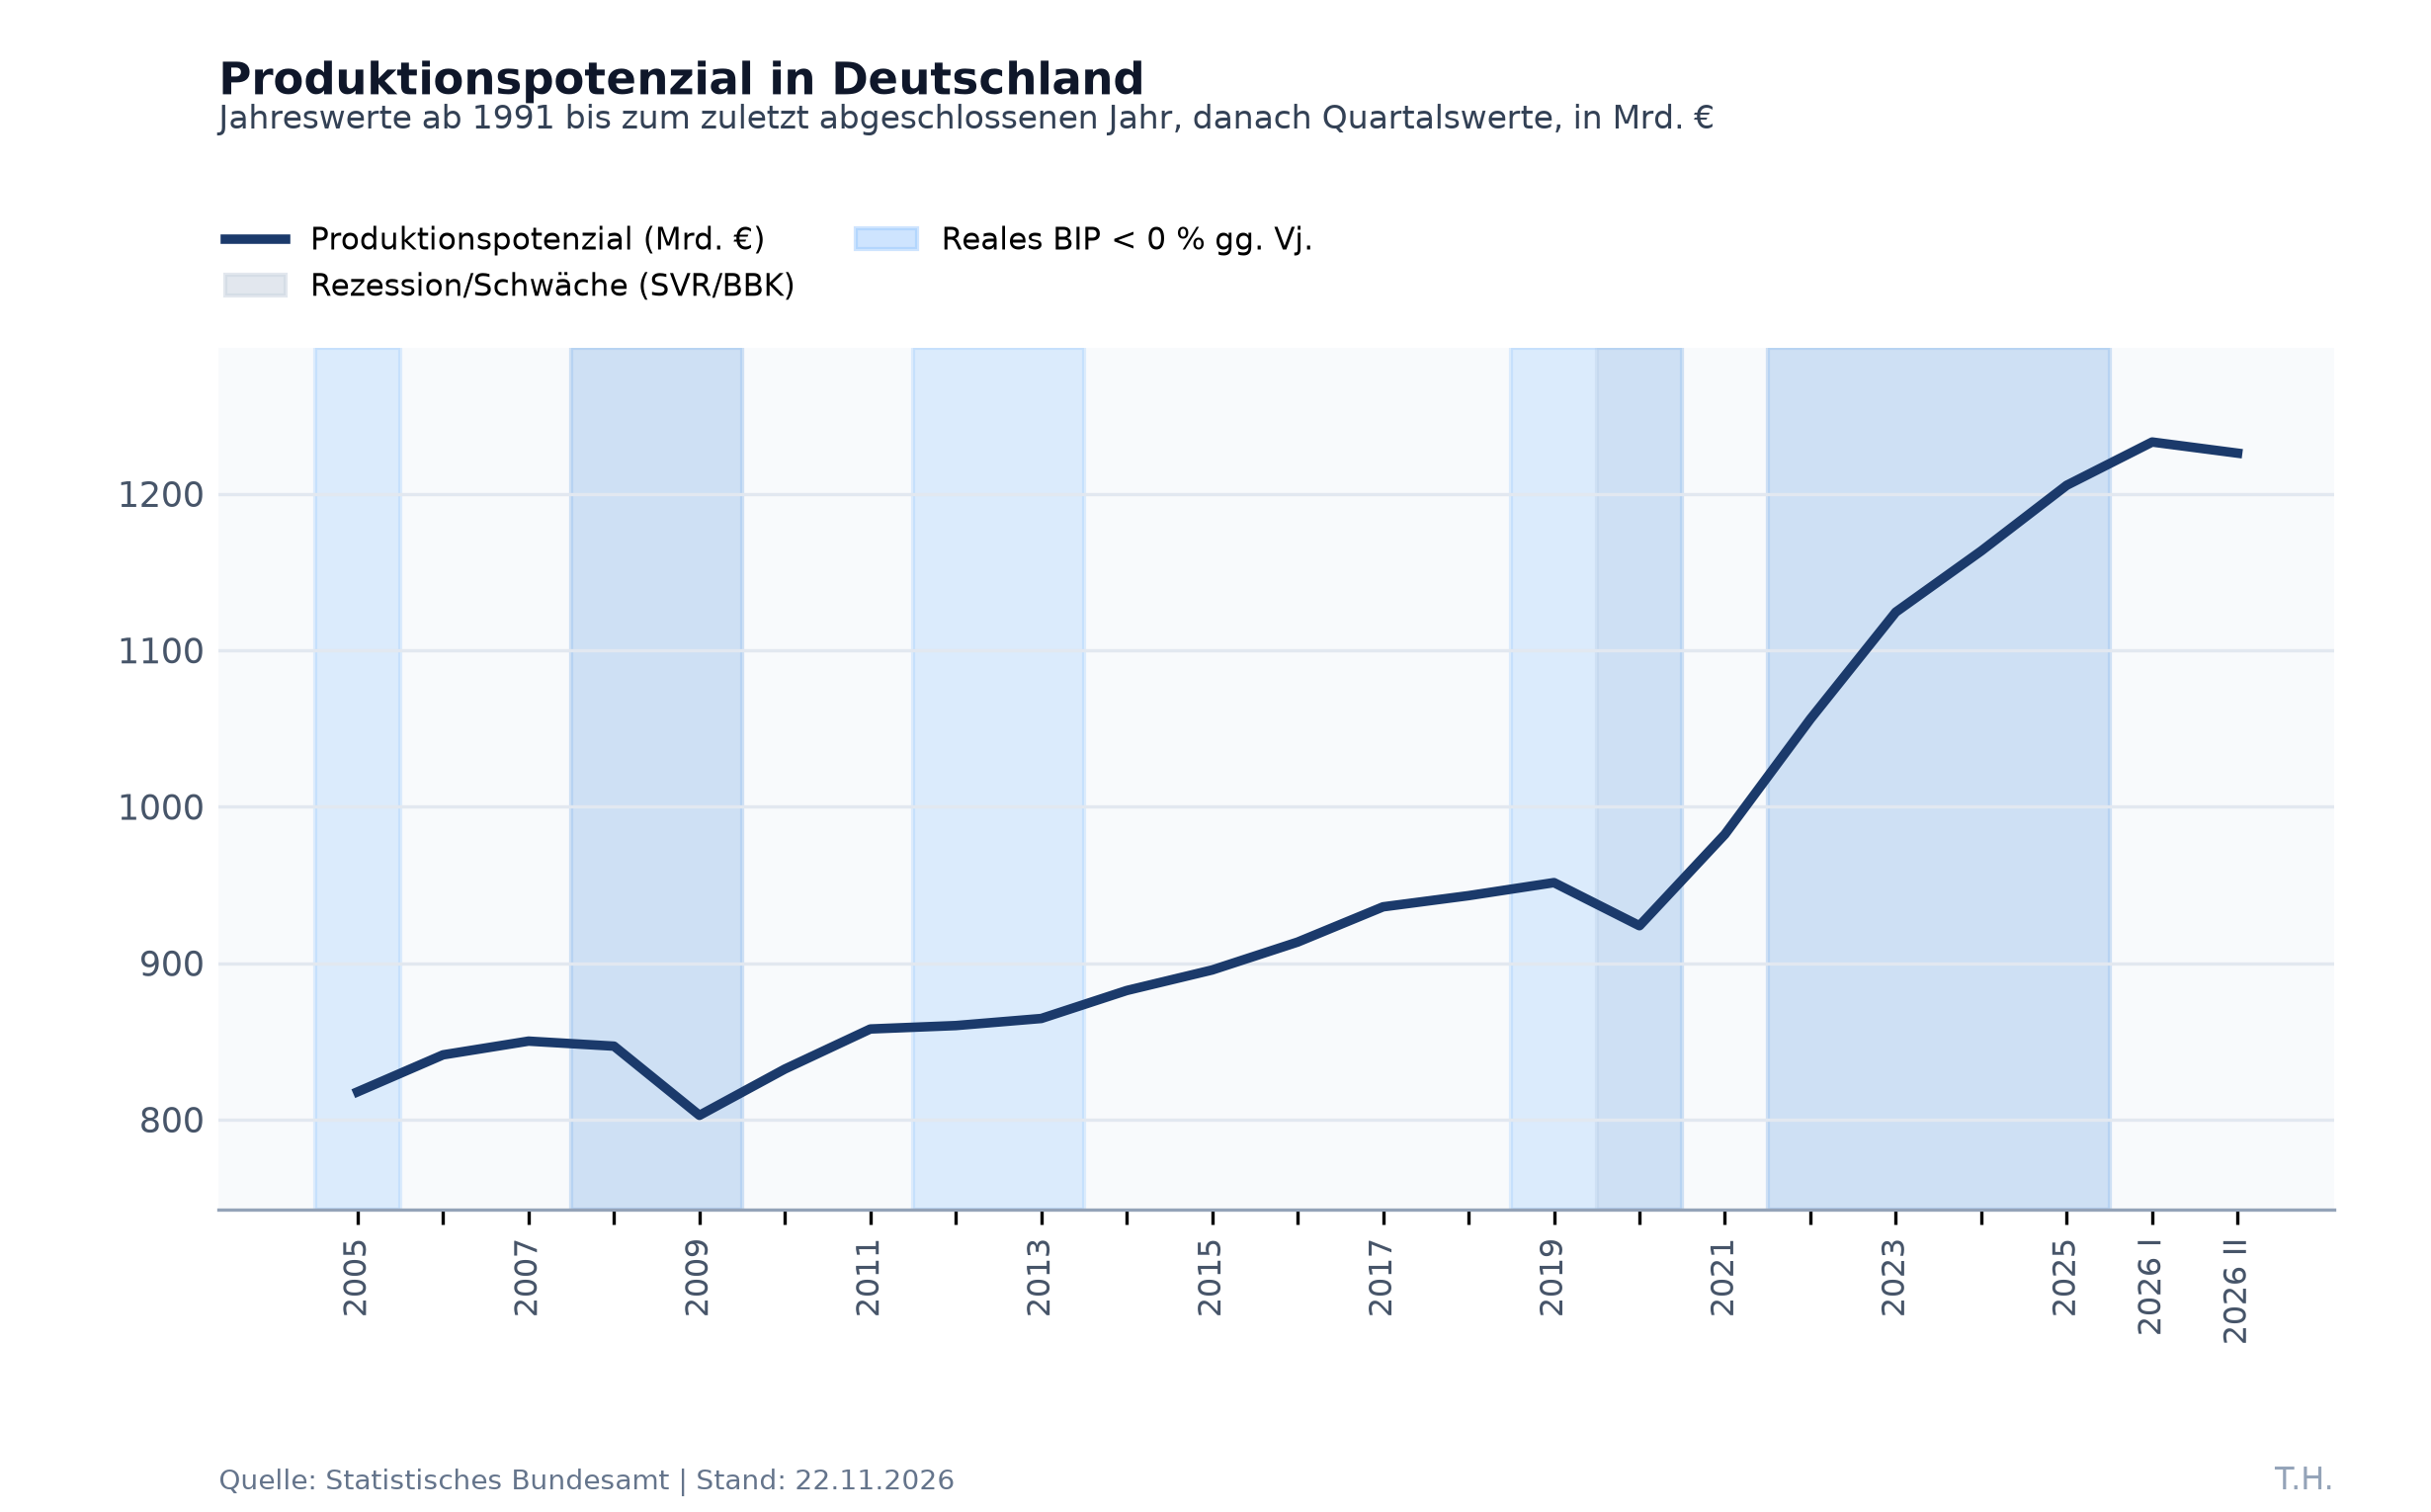 Produktionspotenzial in Deutschland
Jahreswerte ab 1991 bis zum zuletzt abgeschlossenen Jahr, danach Quartalswerte, in Mrd. €
Produktionspotenzial (Mrd. €)
Rezession/Schwäche (SVR/BBK)
Reales BIP < 0 % gg. Vj.
1200
1100
1000
900
800
2005
2007
2009
2011
2013
2015
2017
2019
2021
2023
2025
2026 I
2026 II
Quelle: Statistisches Bundesamt | Stand: 22.11.2026
T.H.